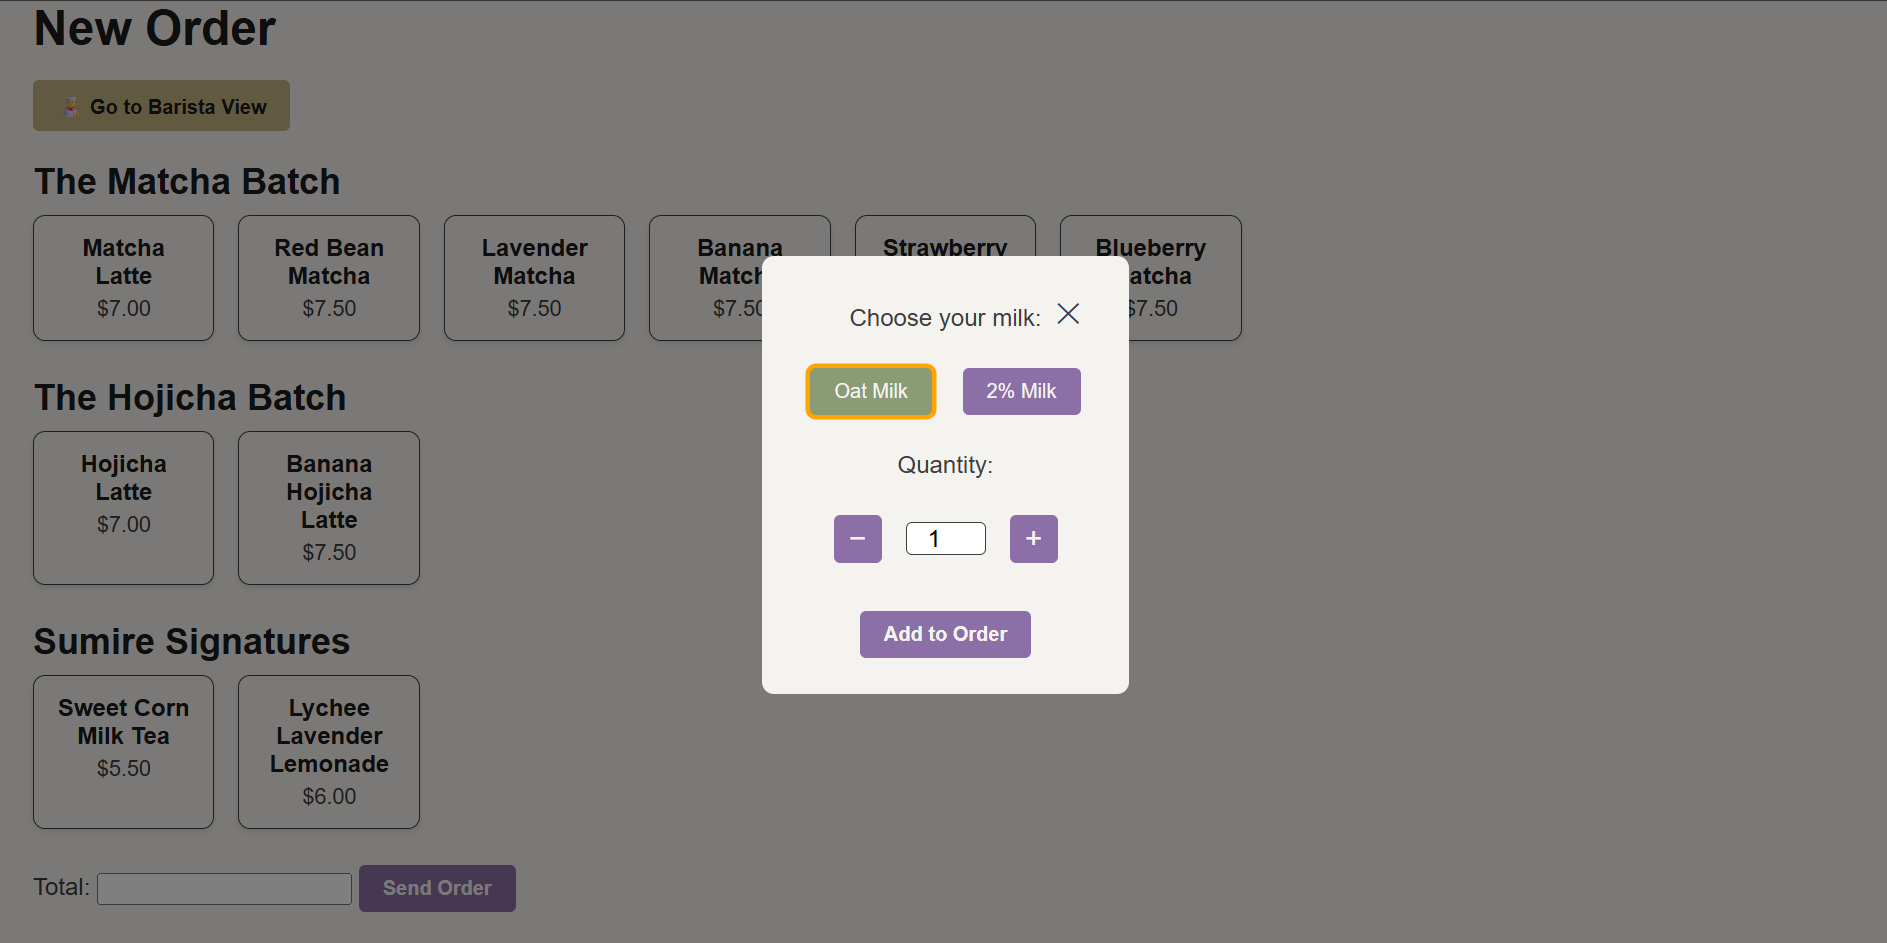 New Order
Go to Barista View
The Matcha Batch
Matcha
Latte
$7.00
Red Bean
Matcha
$7.50
Lavender
Matcha
$7.50
Banana
Matc
$7.50
Strawberry
Blueberry
atcha
$7.50
Choose your milk:
Oat Milk
2% Milk
Quantity:
− 1 +
Add to Order
The Hojicha Batch
Hojicha
Latte
$7.00
Banana
Hojicha
Latte
$7.50
Sumire Signatures
Sweet Corn
Milk Tea
$5.50
Lychee
Lavender
Lemonade
$6.00
Total:
Send Order